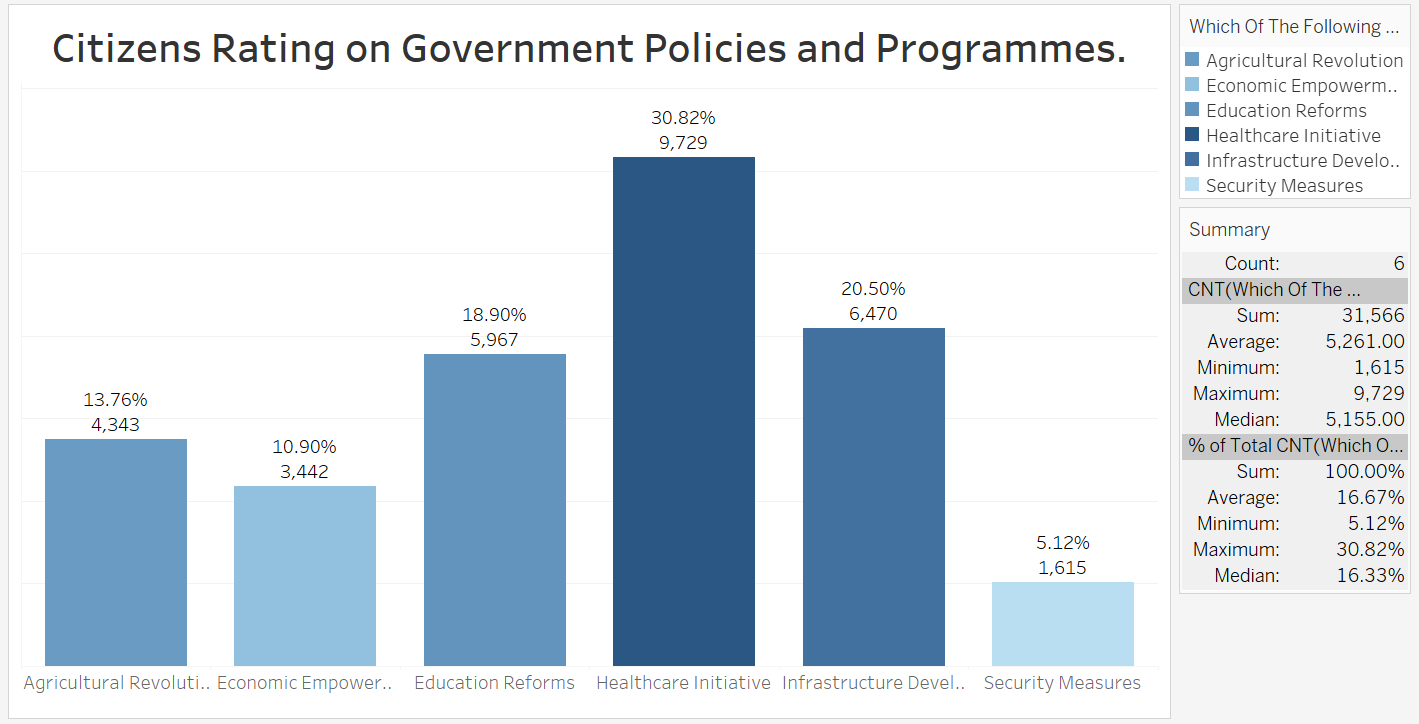 Citizens Rating on Government Policies and Programmes.
30.82%
9,729
20.50%
6,470
18.90%
5,967
13.76%
4,343
10.90%
3,442
5.12%
1,615
Agricultural Revoluti..
Economic Empower..
Education Reforms
Healthcare Initiative
Infrastructure Devel..
Security Measures
Which Of The Following ...
Agricultural Revolution
Economic Empowerm..
Education Reforms
Healthcare Initiative
Infrastructure Develo..
Security Measures
Summary
Count: 6
CNT(Which Of The ...
Sum: 31,566
Average: 5,261.00
Minimum: 1,615
Maximum: 9,729
Median: 5,155.00
% of Total CNT(Which O...
Sum: 100.00%
Average: 16.67%
Minimum: 5.12%
Maximum: 30.82%
Median: 16.33%